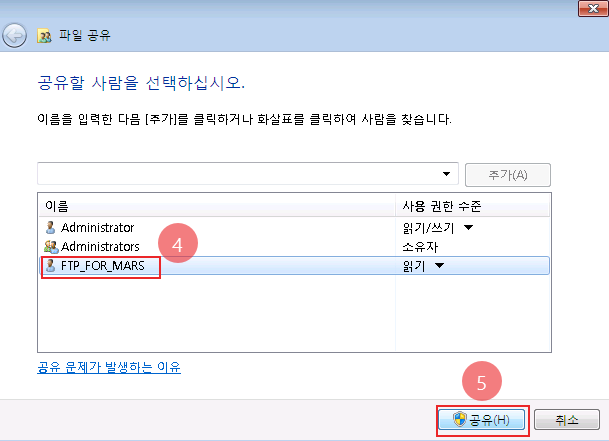 파일 공유
공유할 사람을 선택하십시오.
이름을 입력한 다음 [추가]를 클릭하거나 화살표를 클릭하여 사람을 찾습니다.
추가(A)
이름 사용 권한 수준
Administrator 읽기/쓰기
Administrators 소유자
4
FTP_FOR_MARS 읽기
공유 문제가 발생하는 이유
5
공유(H) 취소